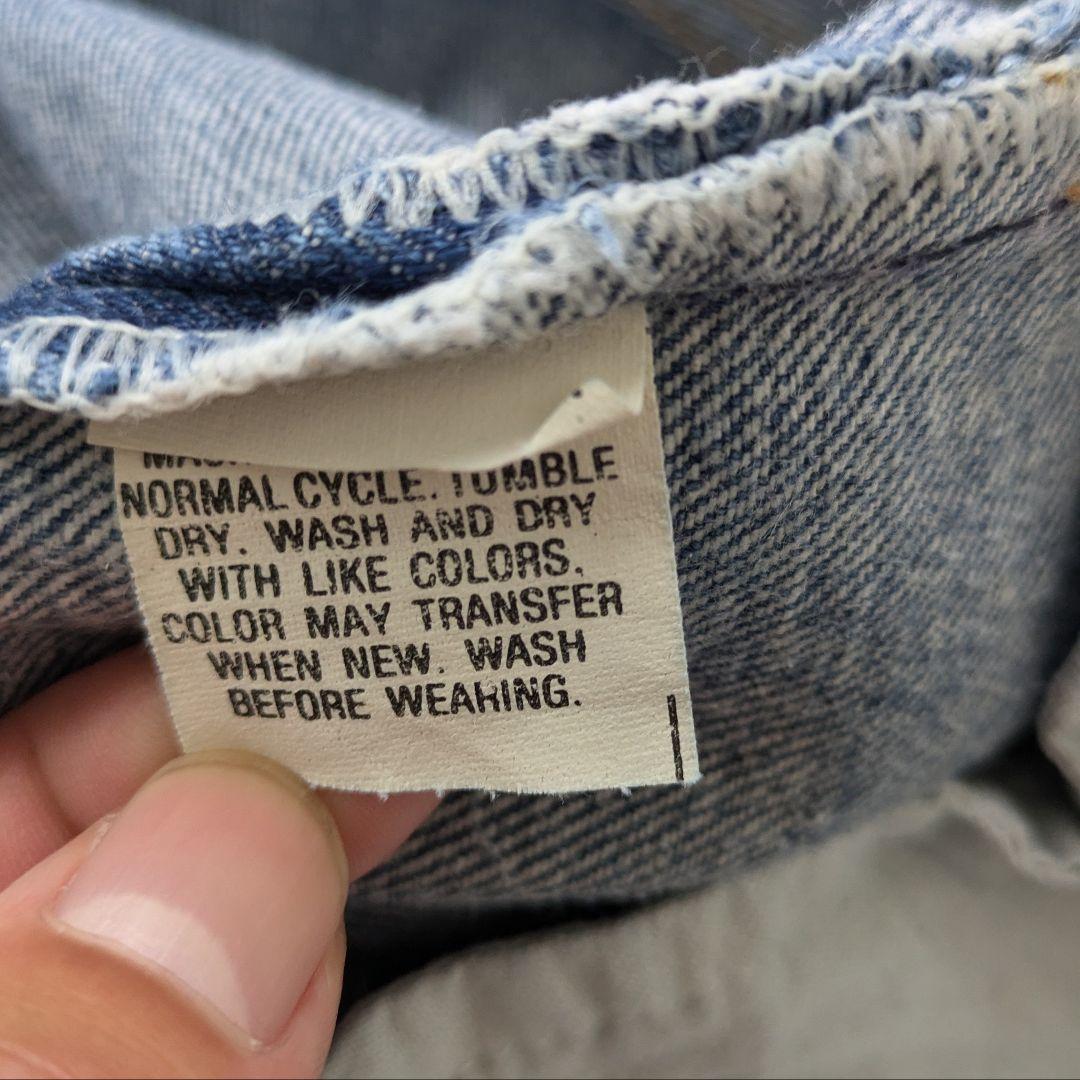 NORMAL CYCLE. TUMBLE
DRY. WASH AND DRY
WITH LIKE COLORS.
COLOR MAY TRANSFER
WHEN NEW. WASH
BEFORE WEARING.